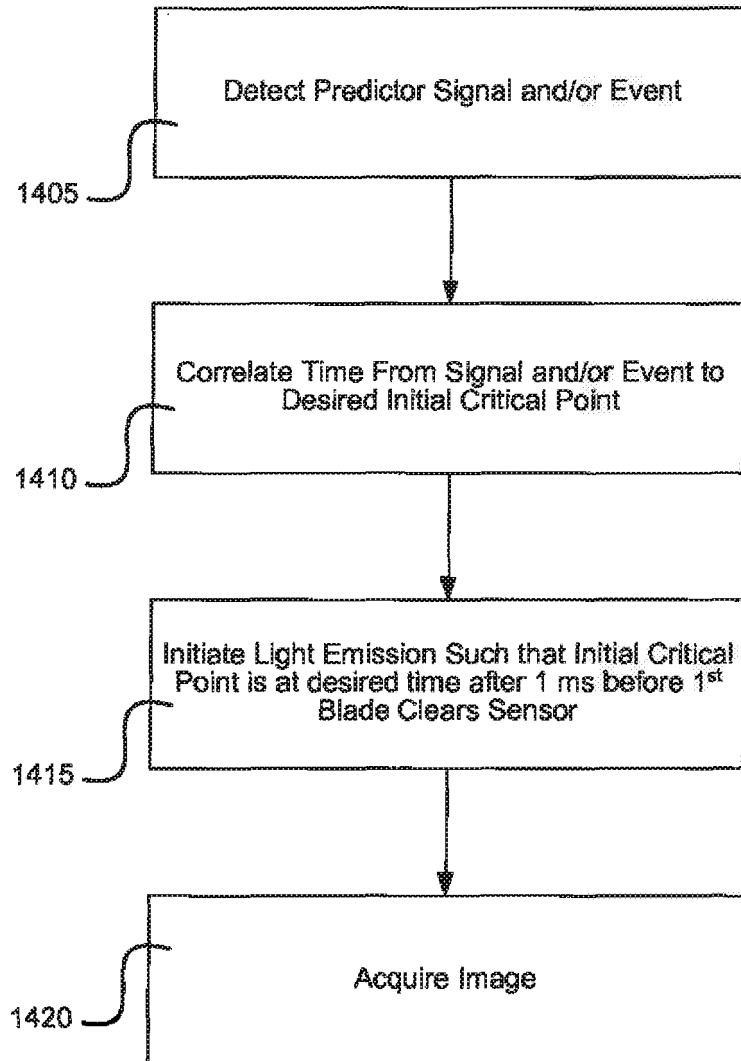 Detect Predictor Signal and/or Event
1405
Correlate Time From Signal and/or Event to
Desired Initial Critical Point
1410
Initiate Light Emission Such that Initial Critical
Point is at desired time after 1 ms before 1st
Blade Clears Sensor
1415
Acquire Image
1420